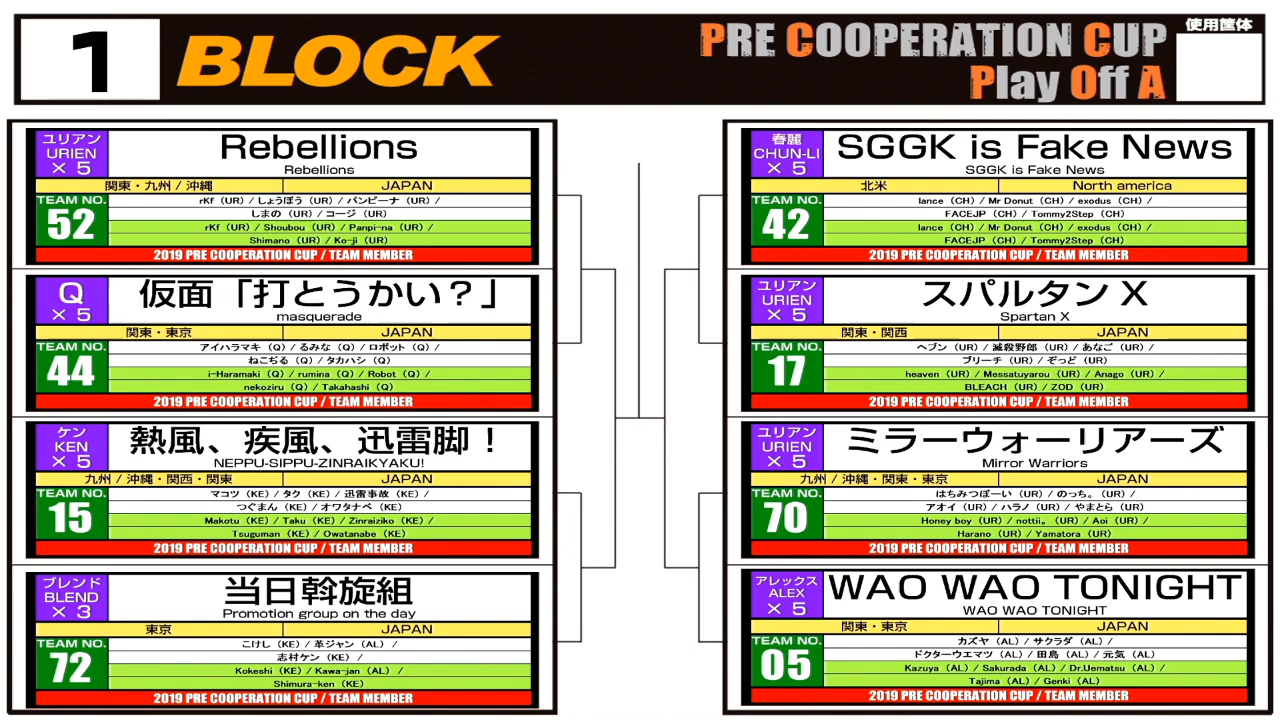 1 BLOCK
PRE COOPERATION CUP
Play Off A
使用筐体
ユリアン
URIEN
× 5
Rebellions
Rebellions
関東・九州 / 沖縄
JAPAN
TEAM NO.
52
rKf（UR）/ しょうぼう（UR）/ パンピーナ（UR）/
しまの（UR）/ コージ（UR）
rKf（UR）/ Shoubou（UR）/ Panpi-na（UR）/
Shimano（UR）/ Ko-ji（UR）
2019 PRE COOPERATION CUP / TEAM MEMBER
Q
× 5
仮面「打とうかい？」
masquerade
関東・東京
JAPAN
TEAM NO.
44
アイハラマキ（Q）/ るみな（Q）/ ロボット（Q）/
ねこぢる（Q）/ タカハシ（Q）
i-Haramaki（Q）/ rumina（Q）/ Robot（Q）/
nekoziru（Q）/ Takahashi（Q）
2019 PRE COOPERATION CUP / TEAM MEMBER
ケン
KEN
× 5
熱風、疾風、迅雷脚！
NEPPU-SIPPU-ZINRAIKYAKU!
九州 / 沖縄・関西・関東
JAPAN
TEAM NO.
15
マコツ（KE）/ タク（KE）/ 迅雷事故（KE）/
つぐまん（KE）/ オワタナベ（KE）
Makotu（KE）/ Taku（KE）/ Zinraiziko（KE）/
Tsuguman（KE）/ Owatanabe（KE）
2019 PRE COOPERATION CUP / TEAM MEMBER
ブレンド
BLEND
× 3
当日斡旋組
Promotion group on the day
東京
JAPAN
TEAM NO.
72
こけし（KE）/ 革ジャン（AL）/
志村ケン（KE）/
Kokeshi（KE）/ Kawa-jan（AL）/
Shimura-ken（KE）
2019 PRE COOPERATION CUP / TEAM MEMBER
春麗
CHUN-LI
× 5
SGGK is Fake News
SGGK is Fake News
北米
North america
TEAM NO.
42
lance（CH）/ Mr Donut（CH）/ exodus（CH）/
FACEJP（CH）/ Tommy2Step（CH）
lance（CH）/ Mr Donut（CH）/ exodus（CH）/
FACEJP（CH）/ Tommy2Step（CH）
2019 PRE COOPERATION CUP / TEAM MEMBER
ユリアン
URIEN
× 5
スパルタン X
Spartan X
関東・関西
JAPAN
TEAM NO.
17
ヘブン（UR）/ 滅殺野郎（UR）/ あなご（UR）/
ブリーチ（UR）/ ぞっど（UR）
heaven（UR）/ Messatuyarou（UR）/ Anago（UR）/
BLEACH（UR）/ ZOD（UR）
2019 PRE COOPERATION CUP / TEAM MEMBER
ユリアン
URIEN
× 5
ミラーウォーリアーズ
Mirror Warriors
九州 / 沖縄・関東・東京
JAPAN
TEAM NO.
70
はちみつぼーい（UR）/ のっち。（UR）/
アオイ（UR）/ ハラノ（UR）/ やまとら（UR）
Honey boy（UR）/ nottii。（UR）/ Aoi（UR）/
Harano（UR）/ Yamatora（UR）
2019 PRE COOPERATION CUP / TEAM MEMBER
アレックス
ALEX
× 5
WAO WAO TONIGHT
WAO WAO TONIGHT
関東・東京
JAPAN
TEAM NO.
05
カズヤ（AL）/ サクラダ（AL）/
ドクターウエマツ（AL）/ 田島（AL）/ 元気（AL）
Kazuya（AL）/ Sakurada（AL）/ Dr.Uematsu（AL）/
Tajima（AL）/ Genki（AL）
2019 PRE COOPERATION CUP / TEAM MEMBER